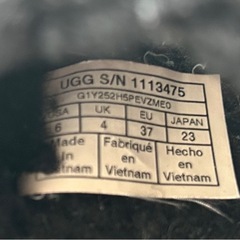 UGG S/N 1113475
G1Y252H5PEVZME0
USA UK EU JAPAN
6 4 37 23
Made Fabriqué Hecho
in en en
Vietnam Vietnam Vietnam